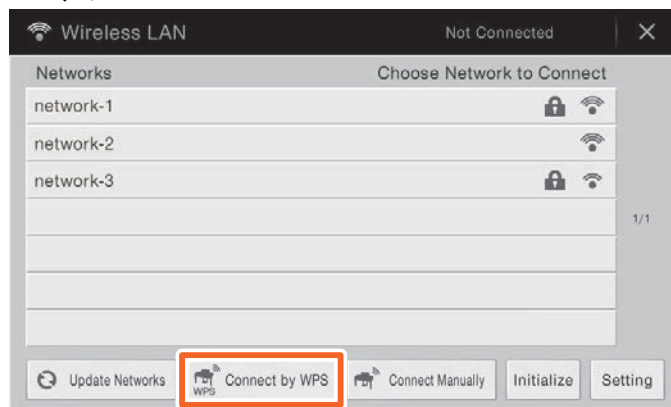 Wireless LAN Not Connected
Networks Choose Network to Connect
network-1
network-2
network-3
1/1
Update Networks WPS Connect by WPS Connect Manually Initialize Setting